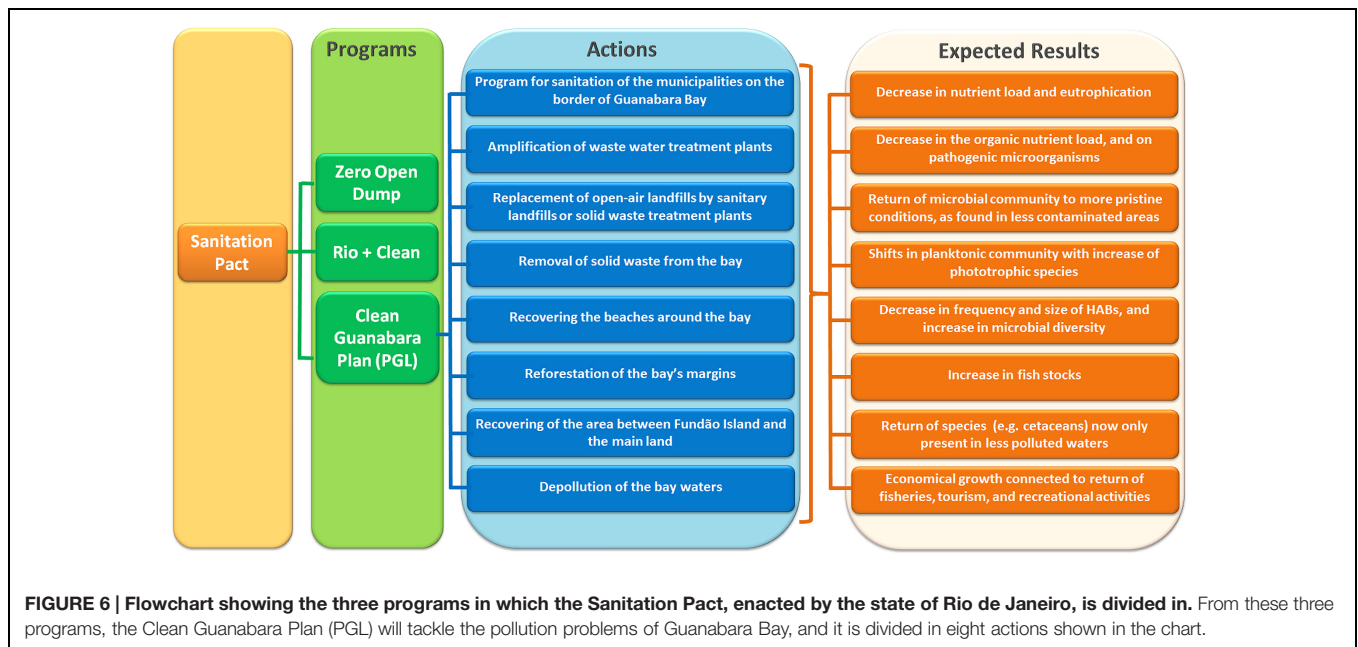 Programs
Actions
Expected Results
Sanitation
Pact
Zero Open
Dump
Rio + Clean
Clean
Guanabara
Plan (PGL)
Program for sanitation of the municipalities on the
border of Guanabara Bay
Amplification of waste water treatment plants
Replacement of open-air landfills by sanitary
landfills or solid waste treatment plants
Removal of solid waste from the bay
Recovering the beaches around the bay
Reforestation of the bay's margins
Recovering of the area between Fundão Island and
the main land
Depollution of the bay waters
Decrease in nutrient load and eutrophication
Decrease in the organic nutrient load, and on
pathogenic microorganisms
Return of microbial community to more pristine
conditions, as found in less contaminated areas
Shifts in planktonic community with increase of
phototrophic species
Decrease in frequency and size of HABs, and
increase in microbial diversity
Increase in fish stocks
Return of species (e.g. cetaceans) now only
present in less polluted waters
Economical growth connected to return of
fisheries, tourism, and recreational activities
FIGURE 6 | Flowchart showing the three programs in which the Sanitation Pact, enacted by the state of Rio de Janeiro, is divided in. From these three
programs, the Clean Guanabara Plan (PGL) will tackle the pollution problems of Guanabara Bay, and it is divided in eight actions shown in the chart.